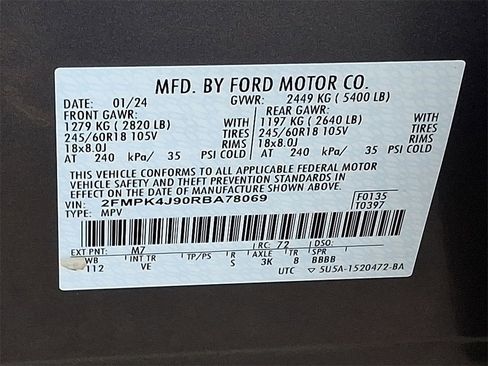 MFD. BY FORD MOTOR CO.
DATE: 01/24 GVWR: 2449 KG ( 5400 LB)
FRONT GAWR: REAR GAWR:
1279 KG ( 2820 LB) WITH 1197 KG ( 2640 LB) WITH
245/60R18 105V TIRES 245/60R18 105V TIRES
18x8.0J RIMS 18x8.0J RIMS
AT 240 kPa/ 35 PSI COLD AT 240 kPa/ 35 PSI COLD
THIS VEHICLE CONFORMS TO ALL APPLICABLE FEDERAL MOTOR
VEHICLE SAFETY AND THEFT PREVENTION STANDARDS IN
EFFECT ON THE DATE OF MANUFACTURE SHOWN ABOVE.
VIN: 2FMPK4J90RBA78069 F0135
TYPE: MPV T0397
EXT PNT: M7 RC: 72 DSO:
WB INT TR TP/PS R AXLE TR SPR
112 VE S 3K 8 BBBB
UTC ▽ 5U5A-1520472-BA